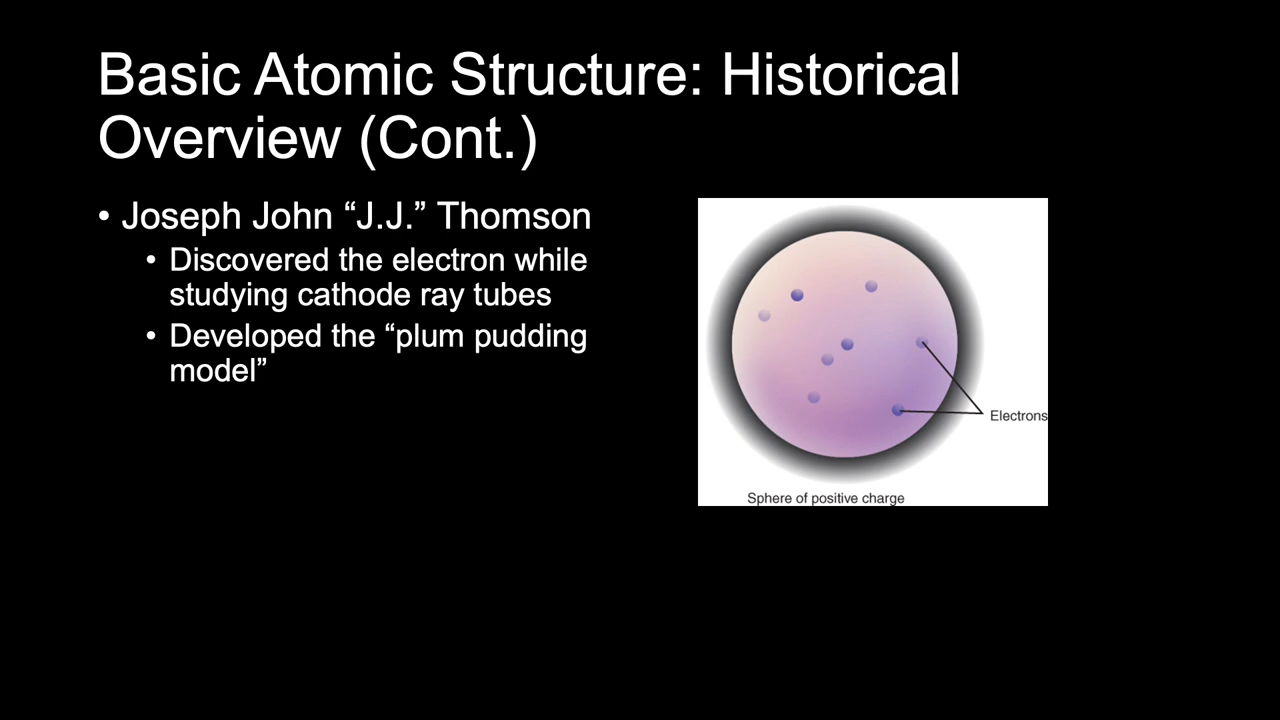 Basic Atomic Structure: Historical
Overview (Cont.)
• Joseph John “J.J.” Thomson
• Discovered the electron while
studying cathode ray tubes
• Developed the “plum pudding
model”
Electrons
Sphere of positive charge